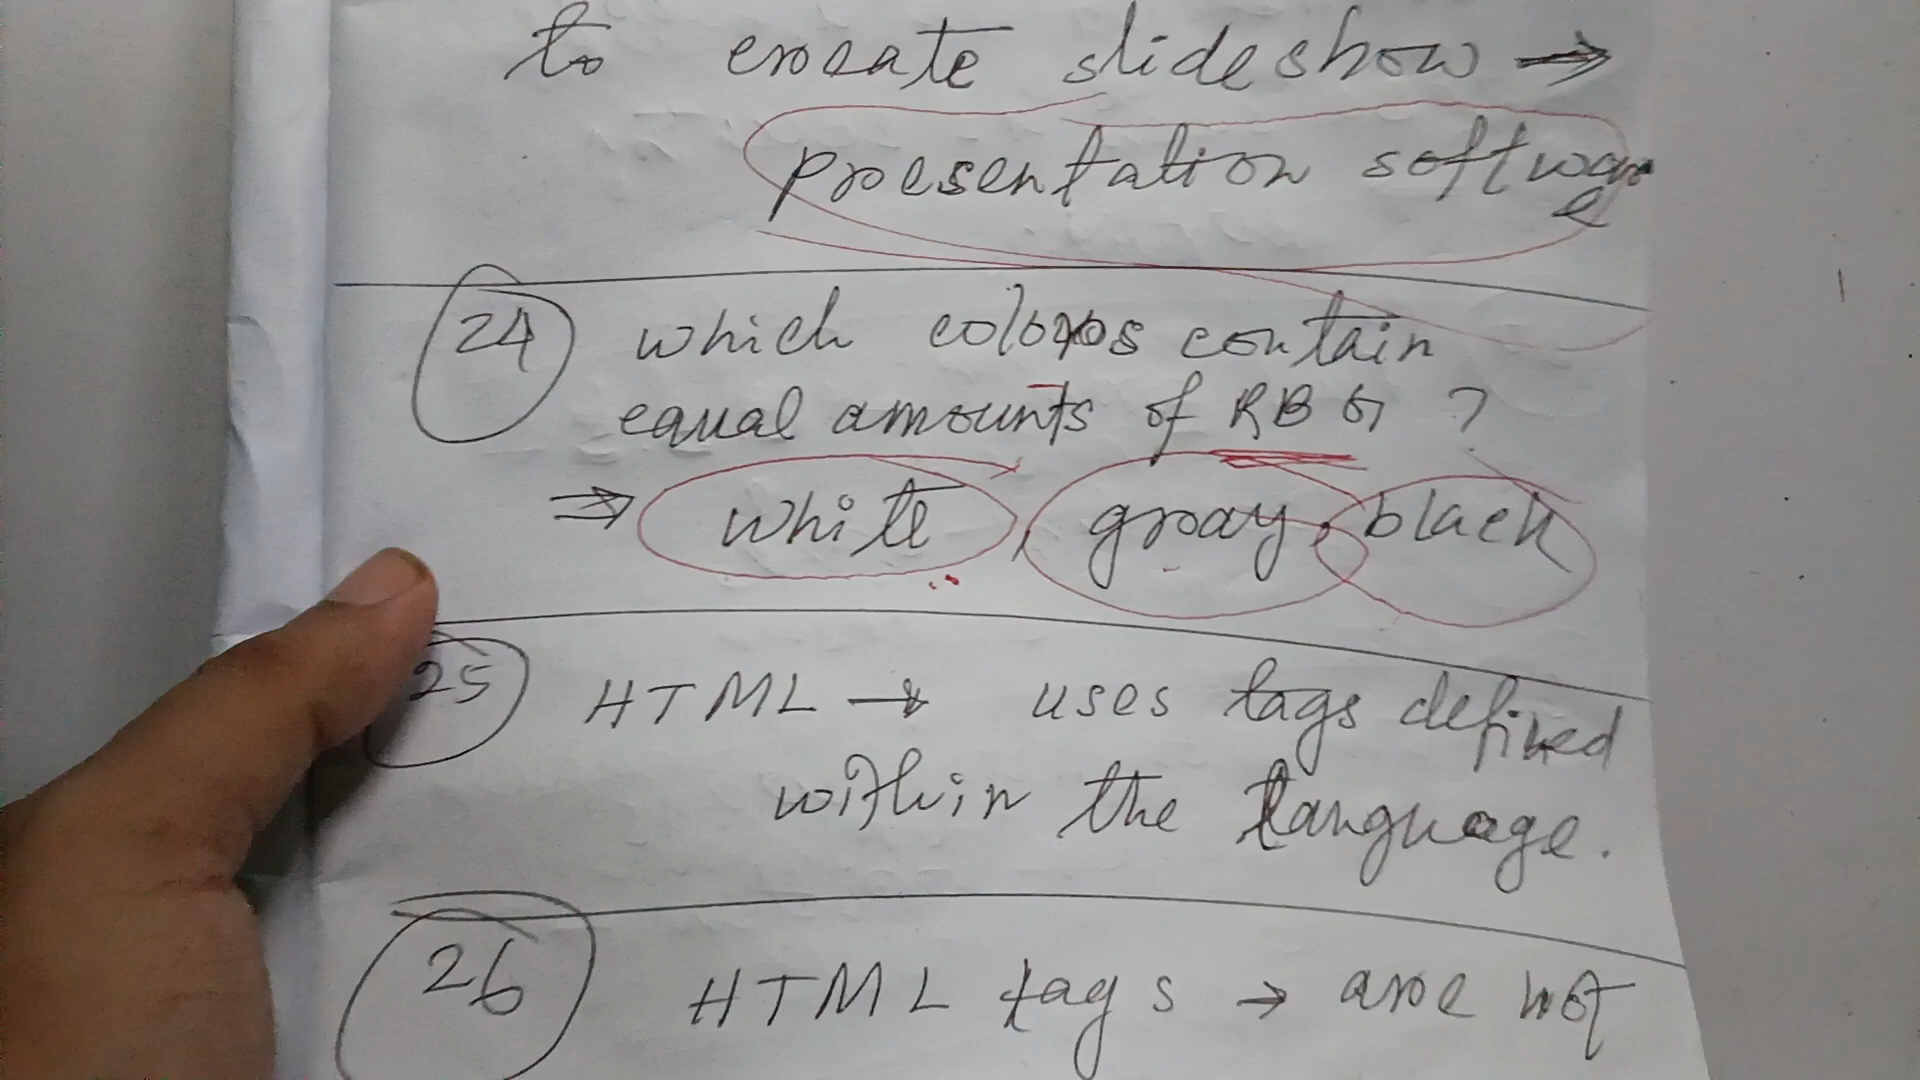 to create slideshow →
presentation software
24 which colors contain
equal amounts of RBG ?
⇒ white, gray, black
25 HTML → uses tags defined
within the language.
26 HTML tags → are not